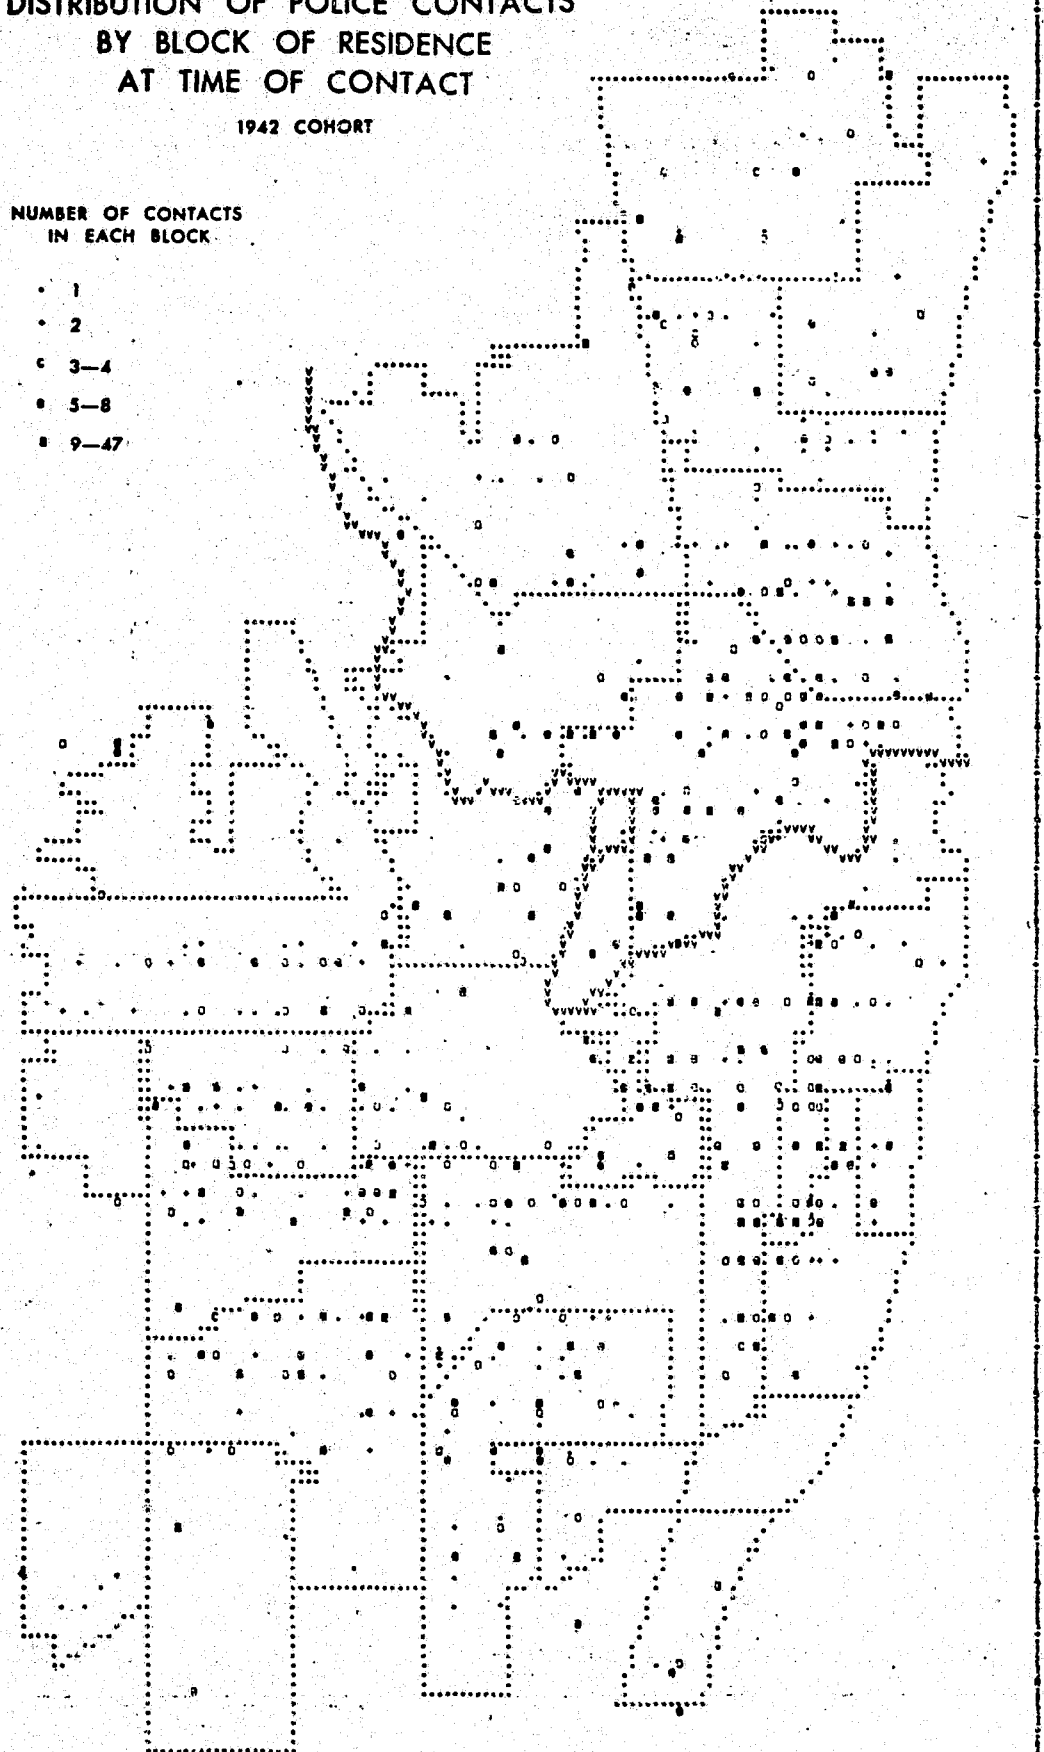 DISTRIBUTION OF POLICE CONTACTS
BY BLOCK OF RESIDENCE
AT TIME OF CONTACT
1942 COHORT
NUMBER OF CONTACTS
IN EACH BLOCK
1
2
3—4
5—8
9—47